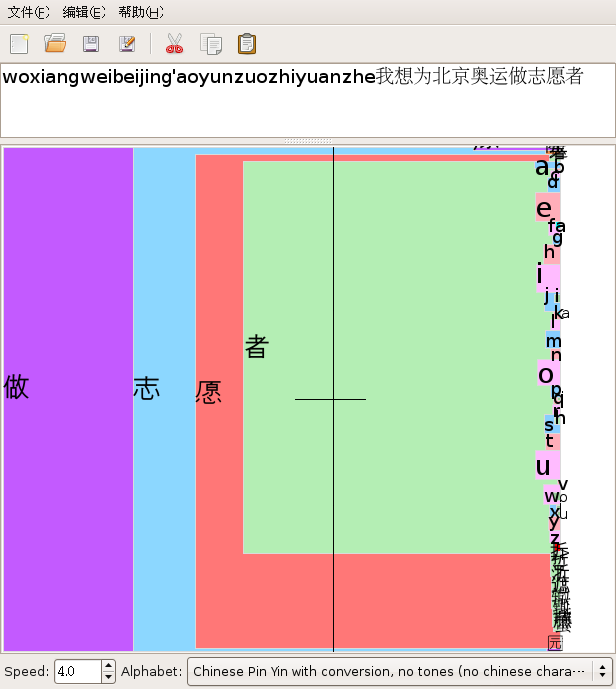 文件(F) 编辑(E) 帮助(H)
woxiangweibeijing'aoyunzuozhiyuanzhe我想为北京奥运做志愿者
做 志 愿 者
a
b
c
d
e
f a
g
h
i
j i
k a
l
m
n
o
p
q
r h
s
t
u
v
w o
x u
y
z
园
Speed: 4.0 Alphabet: Chinese Pin Yin with conversion, no tones (no chinese chara···